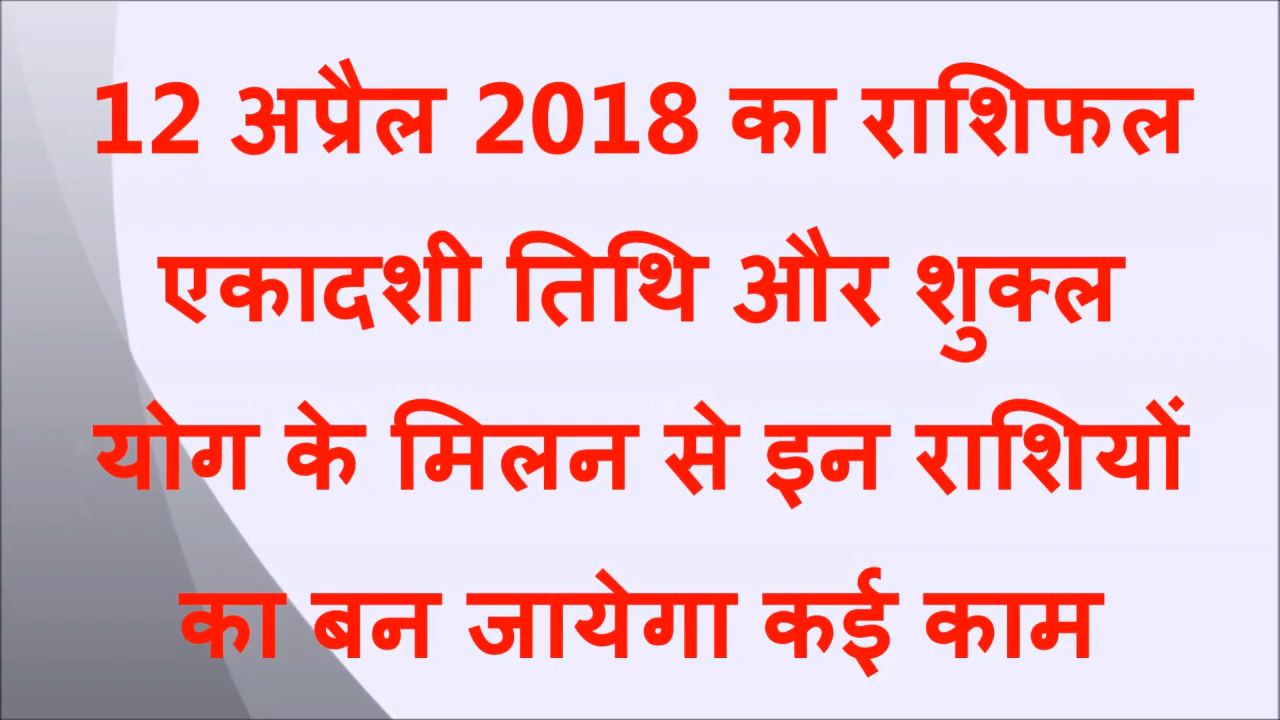 12 अप्रैल 2018 का राशिफल
एकादशी तिथि और शुक्ल
योग के मिलन से इन राशियों
का बन जायेगा कई काम